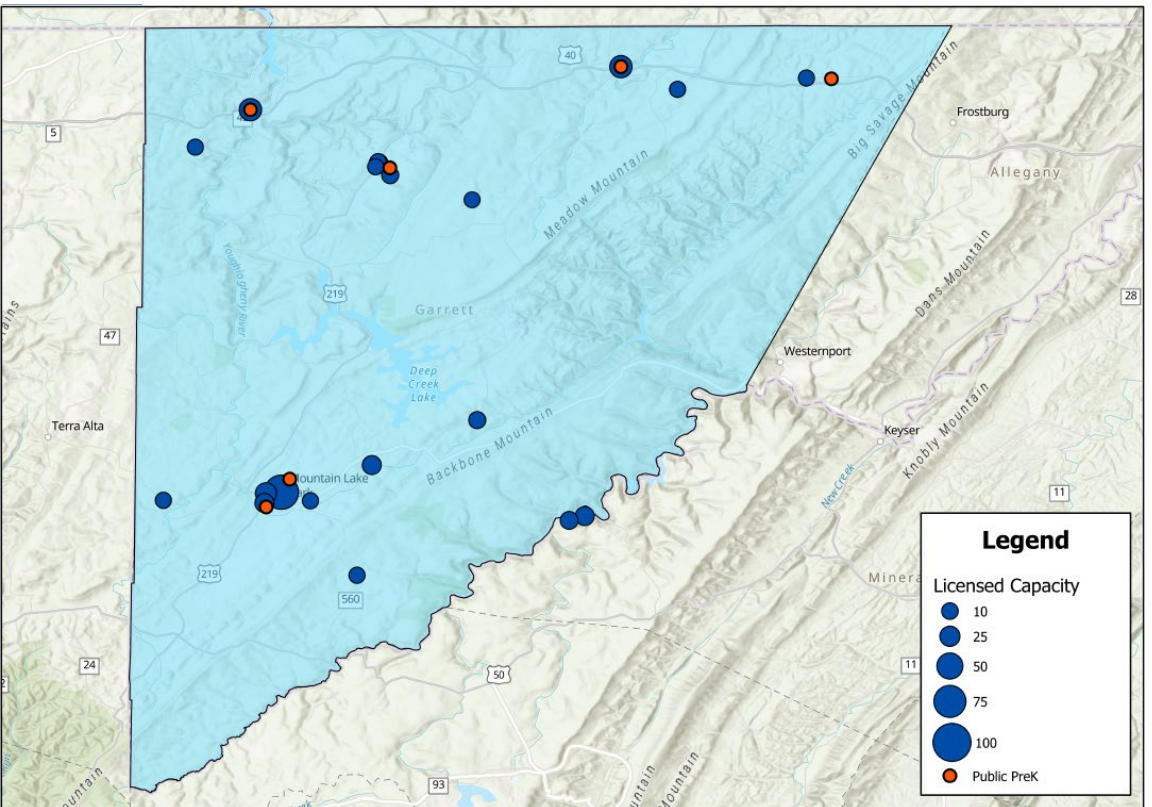 40
Big Savage Mountain
Frostburg
5
Allegany
Meadow Mountain
Youghiogheny River
Dans Mountain
219
28
Garrett
47
Westernport
Deep
Creek
Lake
Terra Alta
Keyser
Backbone Mountain
Knobly Mountain
Mountain Lake
New Creek
11
219
560
24
50
11
93
Legend
Licensed Capacity
10
25
50
75
100
Public PreK